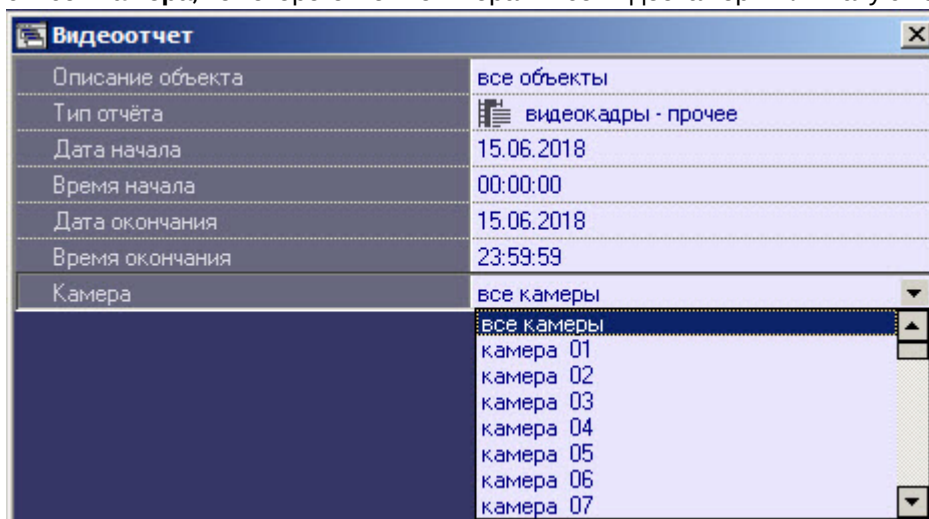 Видеоотчет
Описание объекта все объекты
Тип отчёта видеокадры - прочее
Дата начала 15.06.2018
Время начала 00:00:00
Дата окончания 15.06.2018
Время окончания 23:59:59
Камера все камеры
все камеры
камера 01
камера 02
камера 03
камера 04
камера 05
камера 06
камера 07